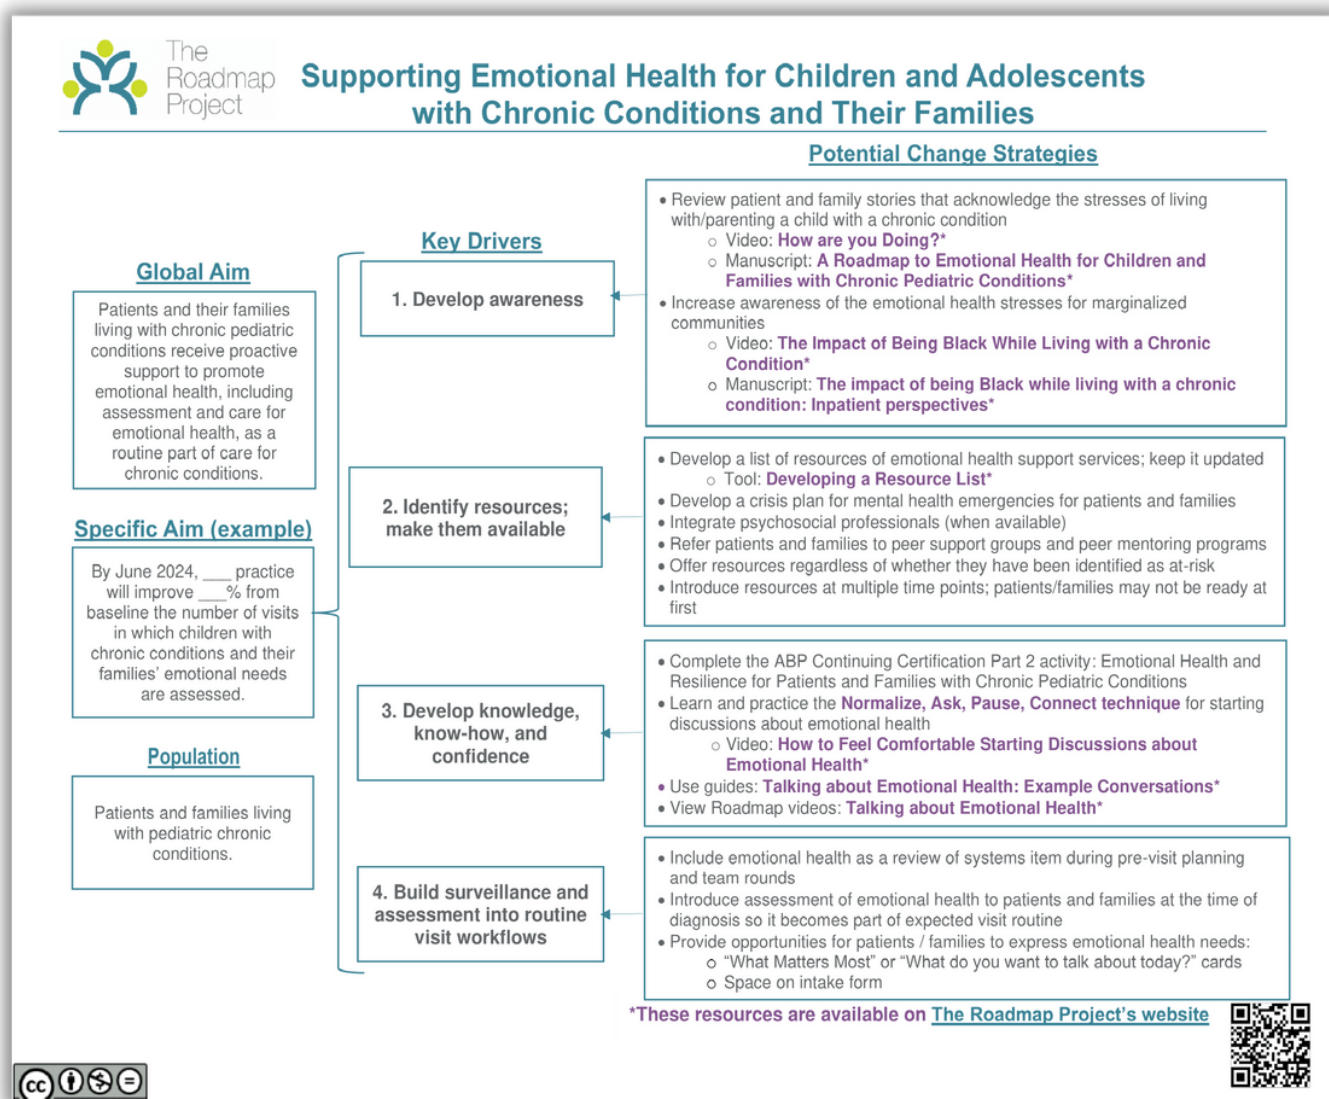 The
Roadmap
Project
Supporting Emotional Health for Children and Adolescents
with Chronic Conditions and Their Families
Global Aim
Patients and their families
living with chronic pediatric
conditions receive proactive
support to promote
emotional health, including
assessment and care for
emotional health, as a
routine part of care for
chronic conditions.
Specific Aim (example)
By June 2024, ___ practice
will improve ___% from
baseline the number of visits
in which children with
chronic conditions and their
families’ emotional needs
are assessed.
Population
Patients and families living
with pediatric chronic
conditions.
Key Drivers
1. Develop awareness
2. Identify resources;
make them available
3. Develop knowledge,
know-how, and
confidence
4. Build surveillance and
assessment into routine
visit workflows
Potential Change Strategies
• Review patient and family stories that acknowledge the stresses of living
with/parenting a child with a chronic condition
○ Video: How are you Doing?*
○ Manuscript: A Roadmap to Emotional Health for Children and
Families with Chronic Pediatric Conditions*
• Increase awareness of the emotional health stresses for marginalized
communities
○ Video: The Impact of Being Black While Living with a Chronic
Condition*
○ Manuscript: The impact of being Black while living with a chronic
condition: Inpatient perspectives*
• Develop a list of resources of emotional health support services; keep it updated
○ Tool: Developing a Resource List*
• Develop a crisis plan for mental health emergencies for patients and families
• Integrate psychosocial professionals (when available)
• Refer patients and families to peer support groups and peer mentoring programs
• Offer resources regardless of whether they have been identified as at-risk
• Introduce resources at multiple time points; patients/families may not be ready at
first
• Complete the ABP Continuing Certification Part 2 activity: Emotional Health and
Resilience for Patients and Families with Chronic Pediatric Conditions
• Learn and practice the Normalize, Ask, Pause, Connect technique for starting
discussions about emotional health
○ Video: How to Feel Comfortable Starting Discussions about
Emotional Health*
• Use guides: Talking about Emotional Health: Example Conversations*
• View Roadmap videos: Talking about Emotional Health*
• Include emotional health as a review of systems item during pre-visit planning
and team rounds
• Introduce assessment of emotional health to patients and families at the time of
diagnosis so it becomes part of expected visit routine
• Provide opportunities for patients / families to express emotional health needs:
○ “What Matters Most” or “What do you want to talk about today?” cards
○ Space on intake form
*These resources are available on The Roadmap Project’s website
cc